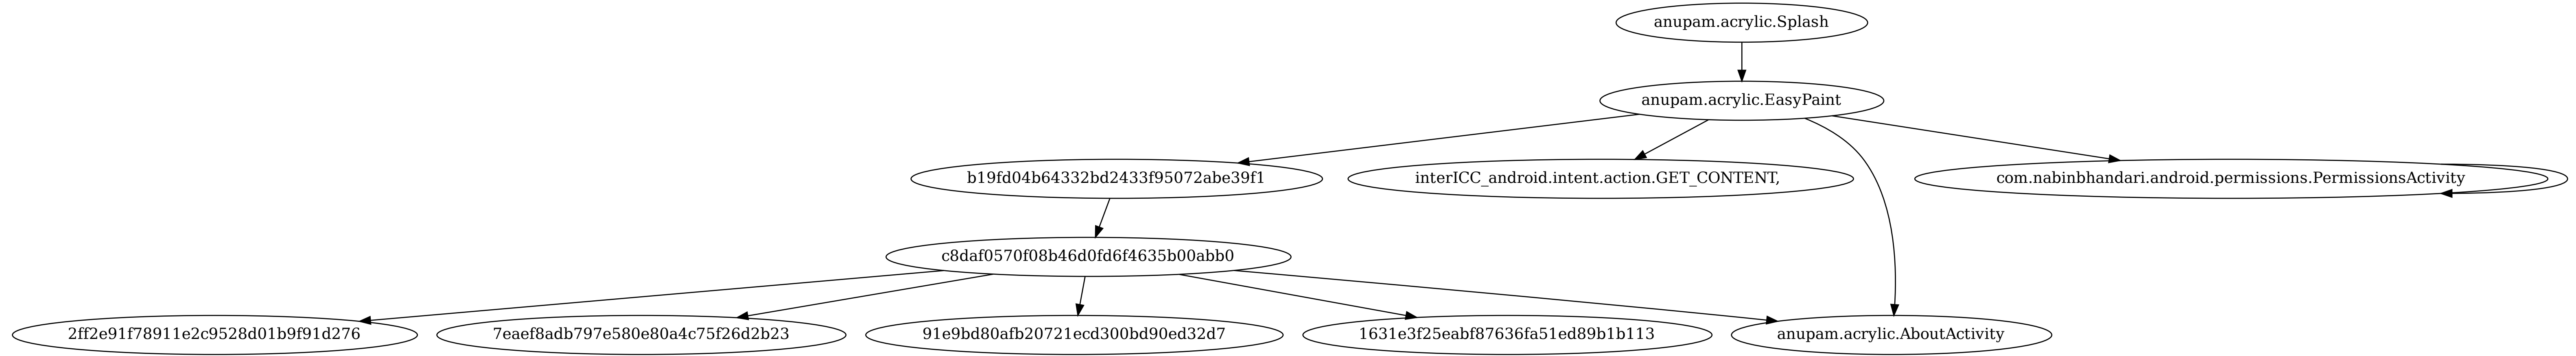 anupam.acrylic.Splash
anupam.acrylic.EasyPaint
b19fd04b64332bd2433f95072abe39f1
interICC_android.intent.action.GET_CONTENT,
com.nabinbhandari.android.permissions.PermissionsActivity
c8daf0570f08b46d0fd6f4635b00abb0
2ff2e91f78911e2c9528d01b9f91d276
7eaef8adb797e580e80a4c75f26d2b23
91e9bd80afb20721ecd300bd90ed32d7
1631e3f25eabf87636fa51ed89b1b113
anupam.acrylic.AboutActivity